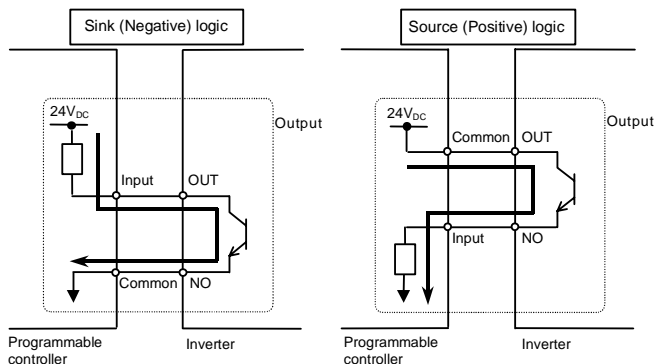 Sink (Negative) logic
24VDC
Output
Input
OUT
Common
NO
Programmable
controller
Inverter
Source (Positive) logic
24VDC
Output
Common
OUT
Input
NO
Programmable
controller
Inverter